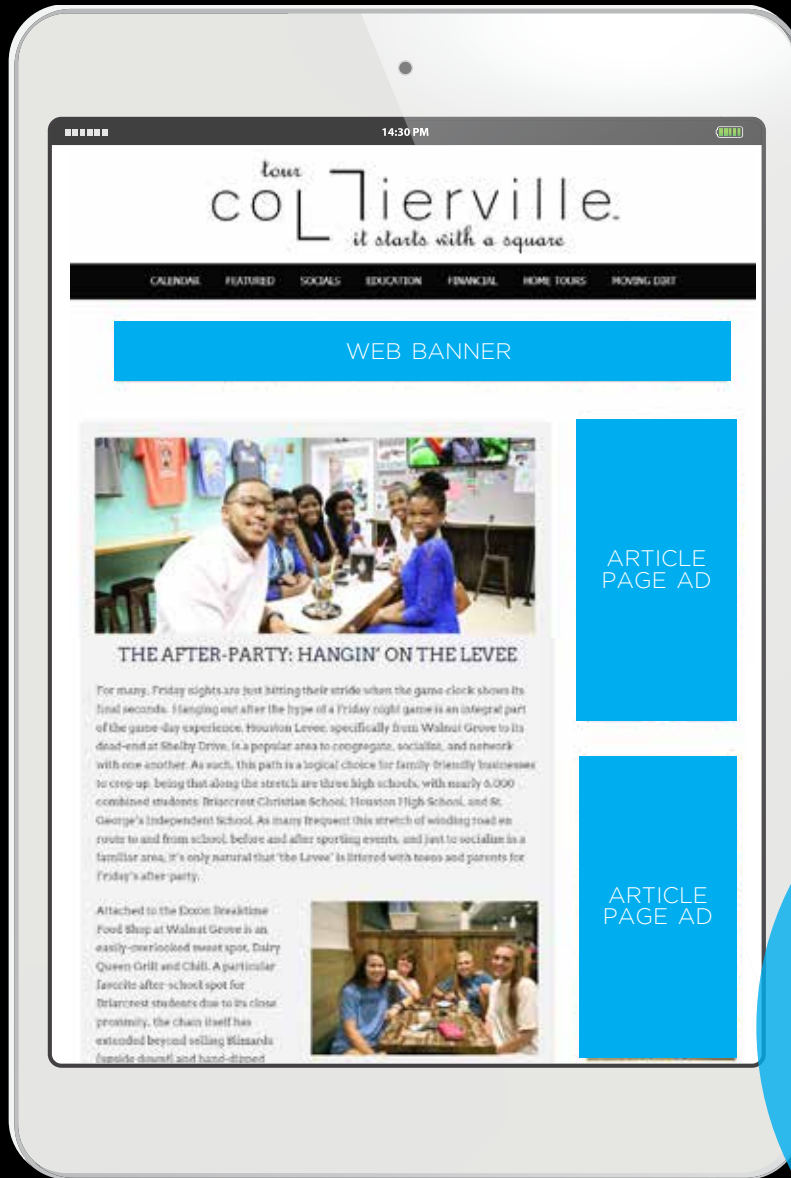 14:30 PM
tour
collierville.
it starts with a square
CALENDAR FEATURED SOCIALS EDUCATION FINANCIAL HOME TOURS MOVING DIRT
WEB BANNER
ARTICLE
PAGE AD
THE AFTER-PARTY: HANGIN' ON THE LEVEE
For many, Friday nights are just hitting their stride when the game clock shows its
final seconds. Hanging out after the hype of a Friday night game is an integral part
of the game-day experience. Houston Levee, specifically from Walnut Grove to its
dead-end at Shelby Drive, is a popular area to congregate, socialize, and network
with one another. As such, this path is a logical choice for family-friendly businesses
to crop up, being that along the stretch are three high schools, with nearly 6,000
combined students: Briarcrest Christian School, Houston High School, and St.
George's Independent School. As many frequent this stretch of winding road en
route to and from school, before and after sporting events, and just to socialize in a
familiar area, it's only natural that 'the Levee' is littered with teens and parents for
Friday's after-party.
Attached to the Exxon Breaktime
Food Shop at Walnut Grove is an
easily-overlooked sweet spot, Dairy
Queen Grill and Chill. A particular
favorite after-school spot for
Briarcrest students due to its close
proximity, the chain itself has
extended beyond selling Blizzards
(upside down!) and hand-dipped
ARTICLE
PAGE AD